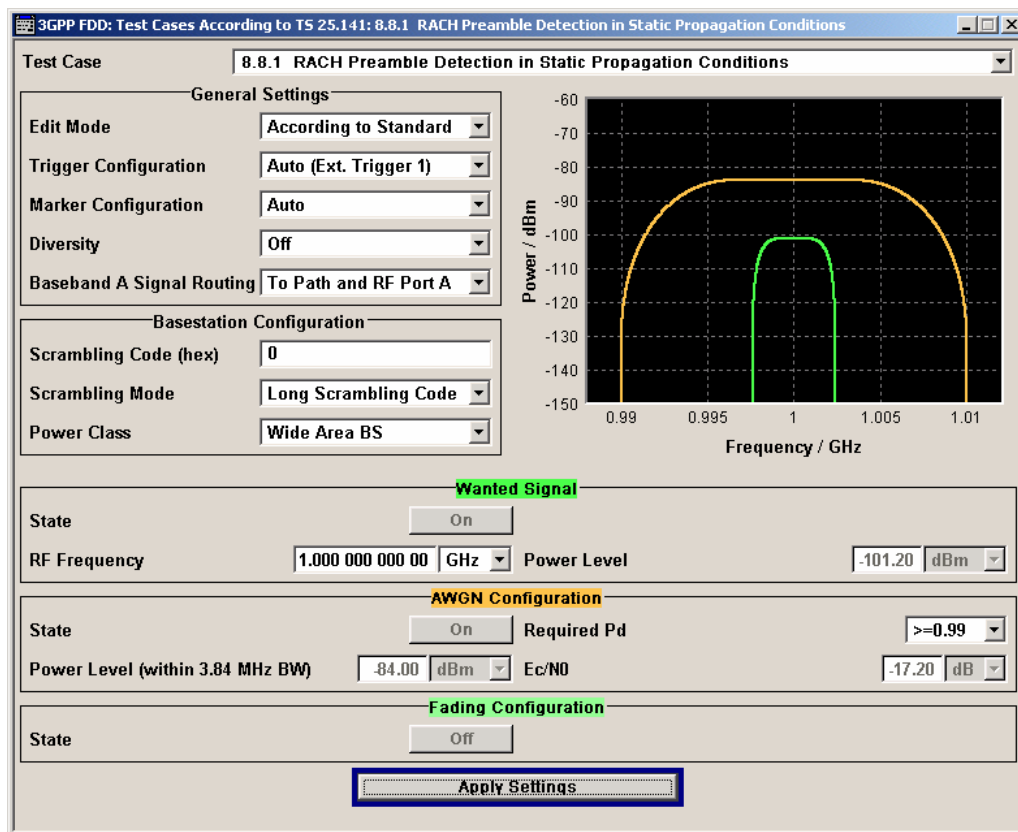 3GPP FDD: Test Cases According to TS 25.141: 8.8.1 RACH Preamble Detection in Static Propagation Conditions
Test Case 8.8.1 RACH Preamble Detection in Static Propagation Conditions
General Settings
Edit Mode According to Standard
Trigger Configuration Auto (Ext. Trigger 1)
Marker Configuration Auto
Diversity Off
Baseband A Signal Routing To Path and RF Port A
Basestation Configuration
Scrambling Code (hex) 0
Scrambling Mode Long Scrambling Code
Power Class Wide Area BS
Power / dBm
-60
-70
-80
-90
-100
-110
-120
-130
-140
-150
0.99 0.995 1 1.005 1.01
Frequency / GHz
Wanted Signal
State On
RF Frequency 1.000 000 000 00 GHz Power Level -101.20 dBm
AWGN Configuration
State On Required Pd >=0.99
Power Level (within 3.84 MHz BW) -84.00 dBm Ec/N0 -17.20 dB
Fading Configuration
State Off
Apply Settings